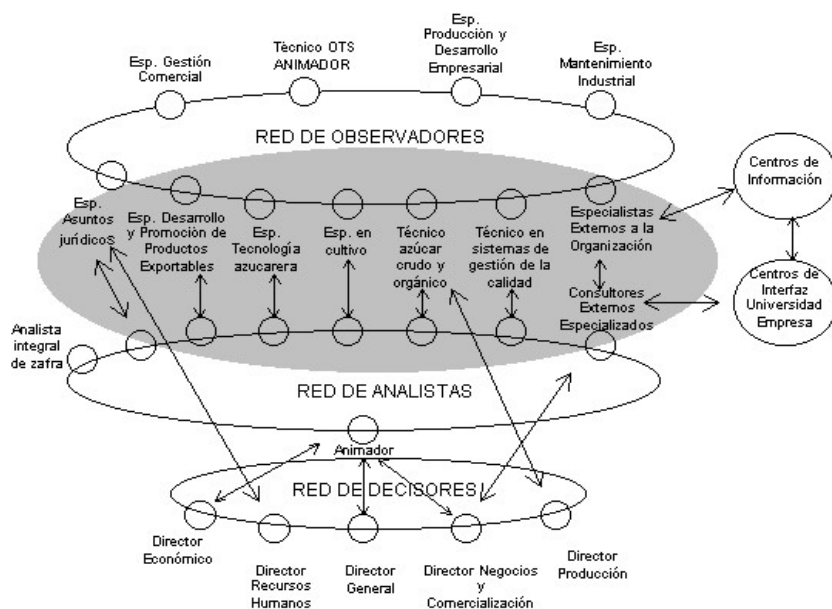 Esp. Gestión
Comercial
Técnico OTS
ANIMADOR
Esp.
Producción y
Desarrollo
Empresarial
Esp.
Mantenimiento
Industrial
RED DE OBSERVADORES
Esp.
Asuntos
jurídicos
Esp. Desarrollo
y Promoción de
Productos
Exportables
Esp.
Tecnología
azucarera
Esp. en
cultivo
Técnico
azúcar
crudo y
orgánico
Técnico en
sistemas de
gestión de la
calidad
Especialistas
Externos a la
Organización
Consultores
Externos
Especializados
Centros de
Información
Centros de
Interfaz
Universidad
Empresa
Analista
integral
de zafra
RED DE ANALISTAS
Animador
RED DE DECISORES
Director
Económico
Director
Recursos
Humanos
Director
General
Director Negocios
y
Comercialización
Director
Producción